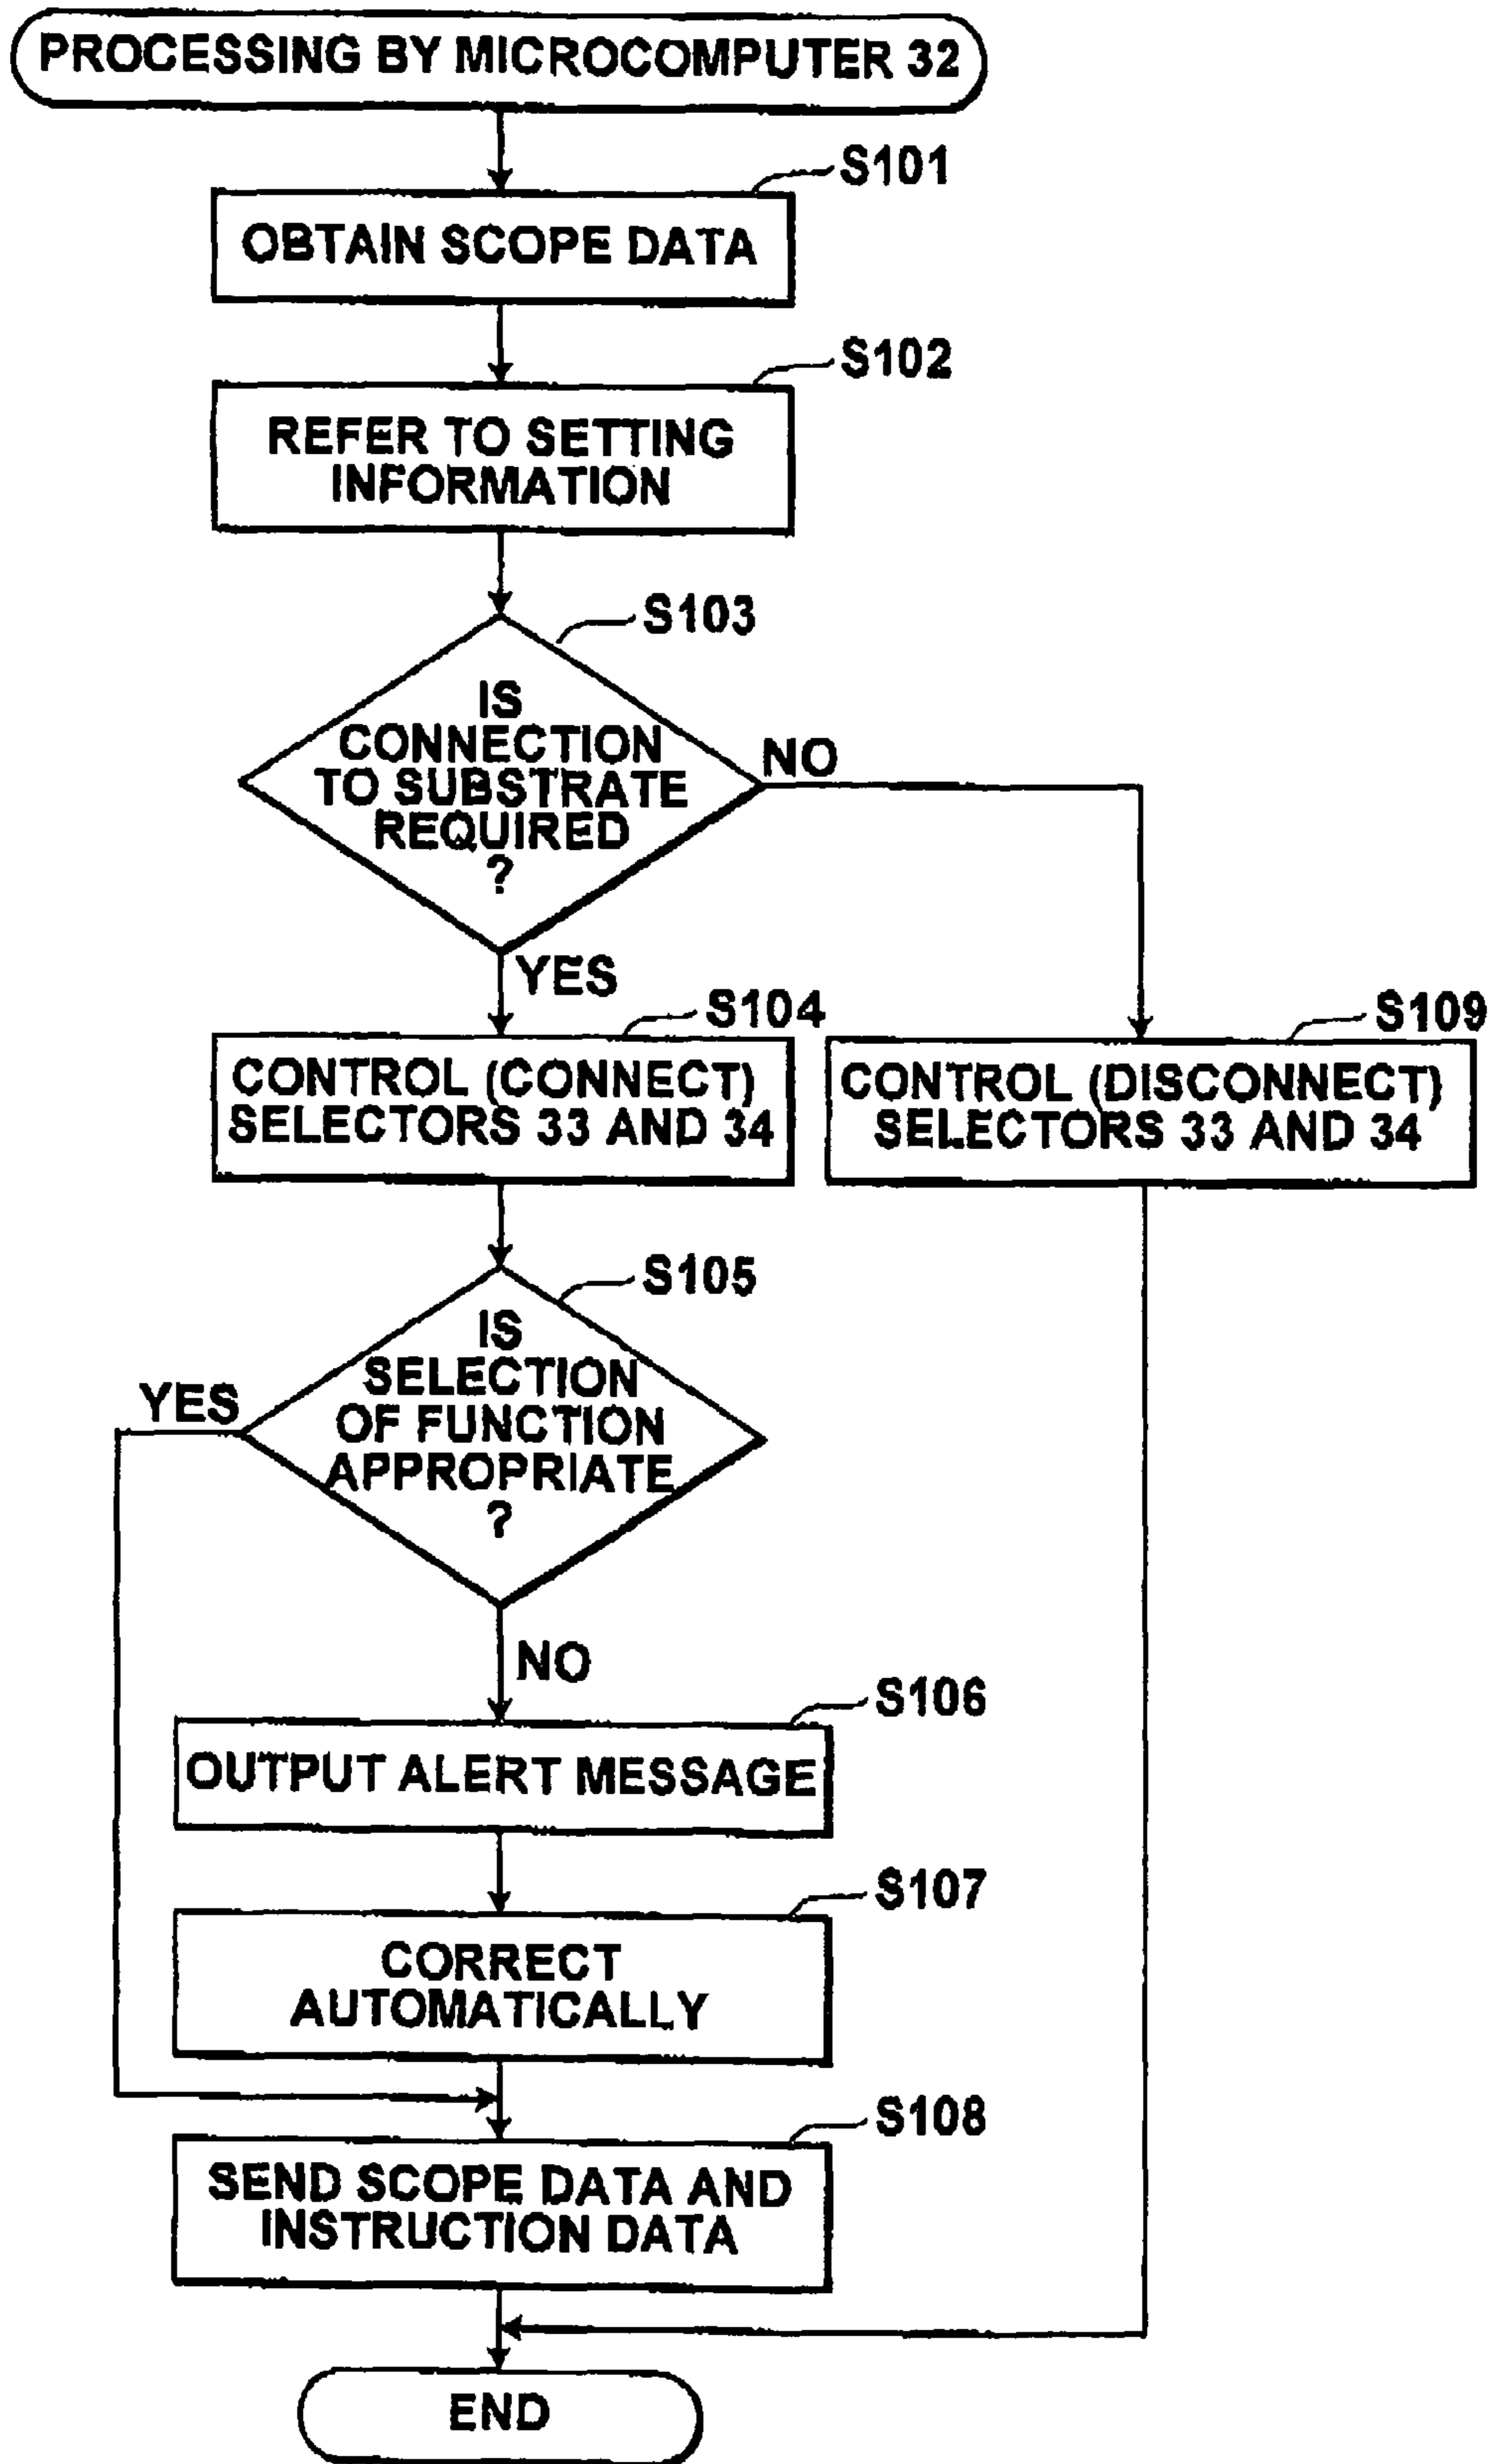 PROCESSING BY MICROCOMPUTER 32
S101
OBTAIN SCOPE DATA
S102
REFER TO SETTING
INFORMATION
S103
IS
CONNECTION
TO SUBSTRATE
REQUIRED
?
NO
YES
S104
CONTROL (CONNECT)
SELECTORS 33 AND 34
S109
CONTROL (DISCONNECT)
SELECTORS 33 AND 34
S105
IS
SELECTION
OF FUNCTION
APPROPRIATE
?
YES
NO
S106
OUTPUT ALERT MESSAGE
S107
CORRECT
AUTOMATICALLY
S108
SEND SCOPE DATA AND
INSTRUCTION DATA
END